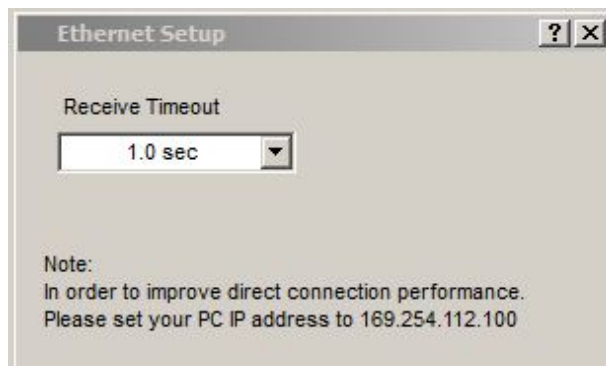 Ethernet Setup
Receive Timeout
1.0 sec
Note:
In order to improve direct connection performance.
Please set your PC IP address to 169.254.112.100